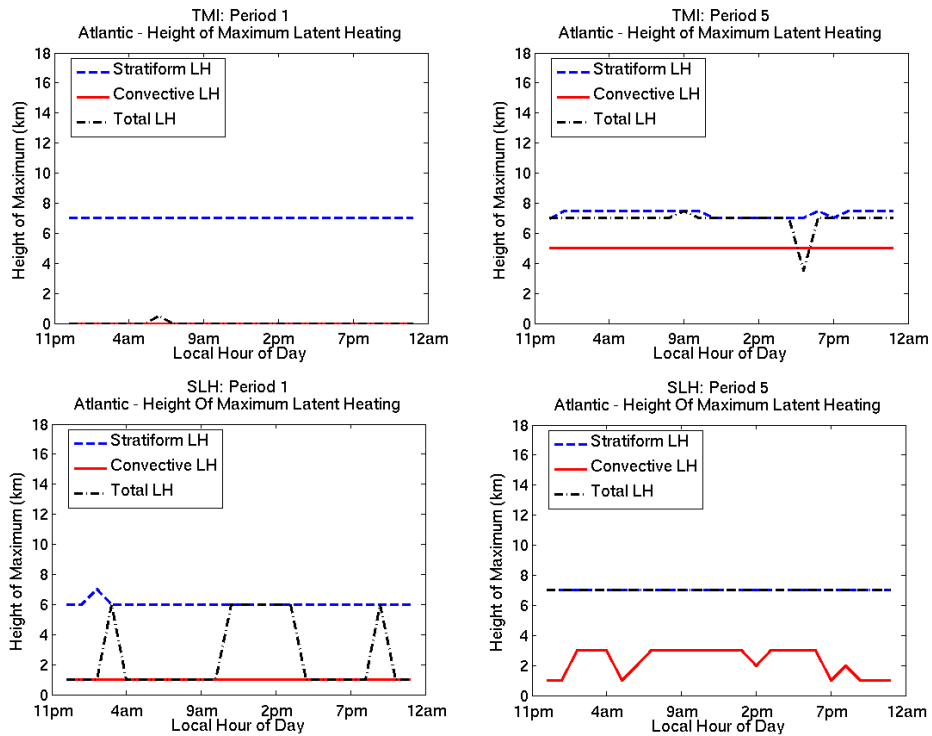 TMI: Period 1
Atlantic - Height of Maximum Latent Heating
Height of Maximum (km)
18
16
14
12
10
8
6
4
2
0
Stratiform LH
Convective LH
Total LH
11pm 4am 9am 2pm 7pm 12am
Local Hour of Day
TMI: Period 5
Atlantic - Height of Maximum Latent Heating
Height of Maximum (km)
18
16
14
12
10
8
6
4
2
0
Stratiform LH
Convective LH
Total LH
11pm 4am 9am 2pm 7pm 12am
Local Hour of Day
SLH: Period 1
Atlantic - Height Of Maximum Latent Heating
Height of Maximum (km)
18
16
14
12
10
8
6
4
2
0
Stratiform LH
Convective LH
Total LH
11pm 4am 9am 2pm 7pm 12am
Local Hour of Day
SLH: Period 5
Atlantic - Height Of Maximum Latent Heating
Height of Maximum (km)
18
16
14
12
10
8
6
4
2
0
Stratiform LH
Convective LH
Total LH
11pm 4am 9am 2pm 7pm 12am
Local Hour of Day